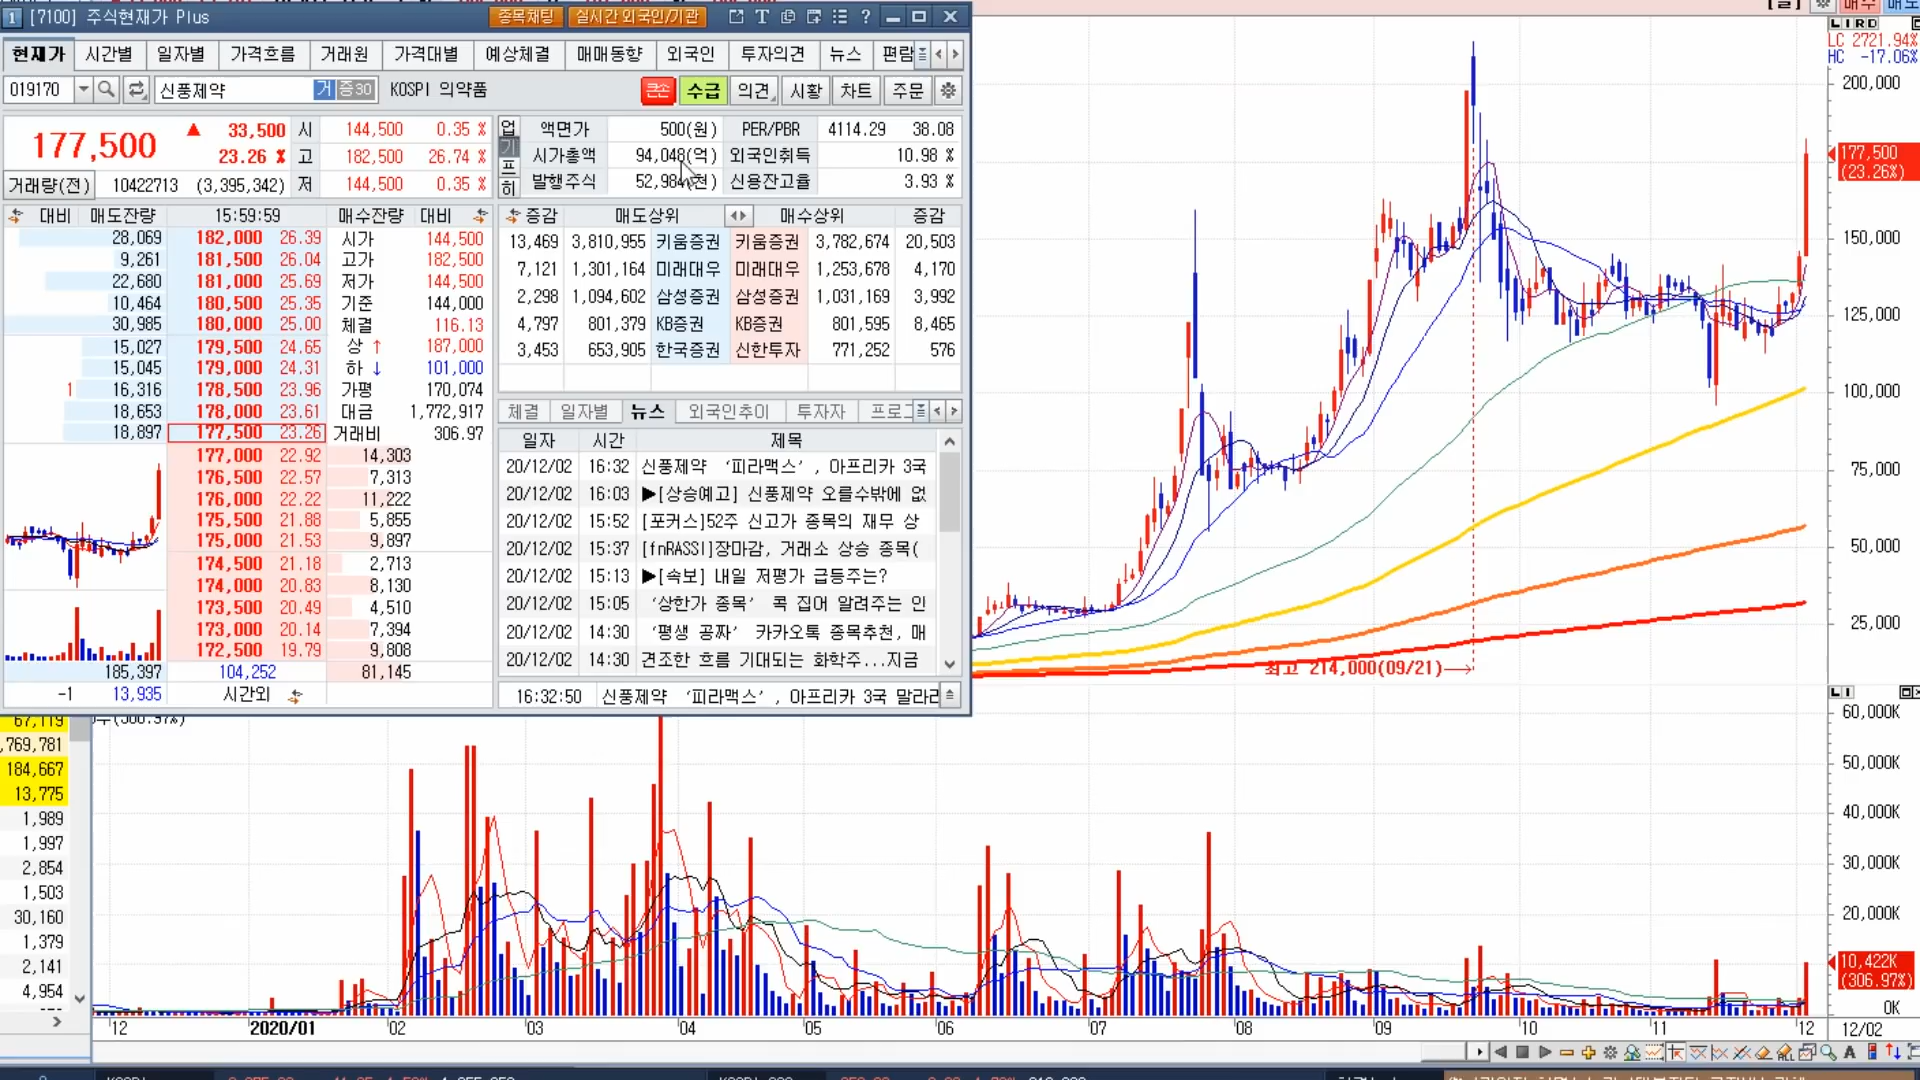 1 [7100] 주식현재가 Plus 종목채팅 실시간 외국인/기관 T ?
현재가 시간별 일자별 가격흐름 거래원 가격대별 예상체결 매매동향 외국인 투자의견 뉴스 편람
019170 신풍제약 거 증30 KOSPI 의약품 큰손 수급 의견 시황 차트 주문
177,500 ▲ 33,500 23.26 %
거래량(전) 10422713 (3,395,342)
시 144,500 0.35 %
고 182,500 26.74 %
저 144,500 0.35 %
업 기 프 히
액면가 500(원) PER/PBR 4114.29 38.08
시가총액 94,048(억) 외국인취득 10.98 %
발행주식 52,984(천) 신용잔고율 3.93 %
대비 매도잔량 15:59:59 매수잔량 대비
28,069 182,000 26.39 시가 144,500
9,261 181,500 26.04 고가 182,500
22,680 181,000 25.69 저가 144,500
10,464 180,500 25.35 기준 144,000
30,985 180,000 25.00 체결 116.13
15,027 179,500 24.65 상 ↑ 187,000
15,045 179,000 24.31 하 ↓ 101,000
1 16,316 178,500 23.96 가평 170,074
18,653 178,000 23.61 대금 1,772,917
18,897 177,500 23.26 거래비 306.97
177,000 22.92 14,303
176,500 22.57 7,313
176,000 22.22 11,222
175,500 21.88 5,855
175,000 21.53 9,897
174,500 21.18 2,713
174,000 20.83 8,130
173,500 20.49 4,510
173,000 20.14 7,394
172,500 19.79 9,808
185,397 104,252 81,145
-1 13,935 시간외
증감 매도상위 매수상위 증감
13,469 3,810,955 키움증권 키움증권 3,782,674 20,503
7,121 1,301,164 미래대우 미래대우 1,253,678 4,170
2,298 1,094,602 삼성증권 삼성증권 1,031,169 3,992
4,797 801,379 KB증권 KB증권 801,595 8,465
3,453 653,905 한국증권 신한투자 771,252 576
체결 일자별 뉴스 외국인추이 투자자 프로그
일자 시간 제목
20/12/02 16:32 신풍제약 ‘피라맥스’, 아프리카 3국
20/12/02 16:03 ▶[상승예고] 신풍제약 오를수밖에 없
20/12/02 15:52 [포커스]52주 신고가 종목의 재무 상
20/12/02 15:37 [fnRASSI]장마감, 거래소 상승 종목(
20/12/02 15:13 ▶[속보] 내일 저평가 급등주는?
20/12/02 15:05 ‘상한가 종목’ 콕 집어 알려주는 인
20/12/02 14:30 ‘평생 공짜’ 카카오톡 종목추천, 매
20/12/02 14:30 견조한 흐름 기대되는 화학주...지금
16:32:50 신풍제약 ‘피라맥스’, 아프리카 3국 말라리
L I R D
LC 2721.94%
HC -17.06%
200,000
177,500
(23.26%)
150,000
125,000
100,000
75,000
50,000
25,000
최고 214,000(09/21)
L I
67,119
,769,781
184,667
13,775
1,989
1,997
2,854
1,503
30,160
1,379
2,141
4,954
(306.97%)
60,000K
50,000K
40,000K
30,000K
20,000K
10,422K
(306.97%)
0K
12 2020/01 02 03 04 05 06 07 08 09 10 11 12 12/02
A